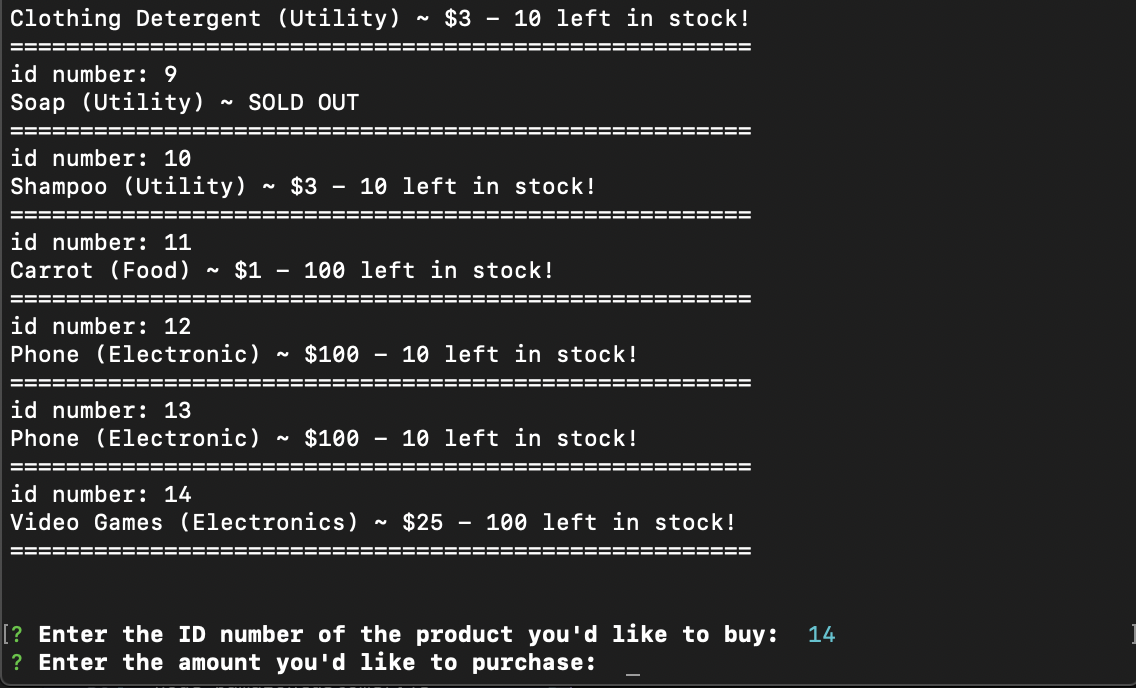 Clothing Detergent (Utility) ~ $3 – 10 left in stock!
=====================================================
id number: 9
Soap (Utility) ~ SOLD OUT
=====================================================
id number: 10
Shampoo (Utility) ~ $3 – 10 left in stock!
=====================================================
id number: 11
Carrot (Food) ~ $1 – 100 left in stock!
=====================================================
id number: 12
Phone (Electronic) ~ $100 – 10 left in stock!
=====================================================
id number: 13
Phone (Electronic) ~ $100 – 10 left in stock!
=====================================================
id number: 14
Video Games (Electronics) ~ $25 – 100 left in stock!
=====================================================
[? Enter the ID number of the product you'd like to buy:  14 ]
? Enter the amount you'd like to purchase:  _